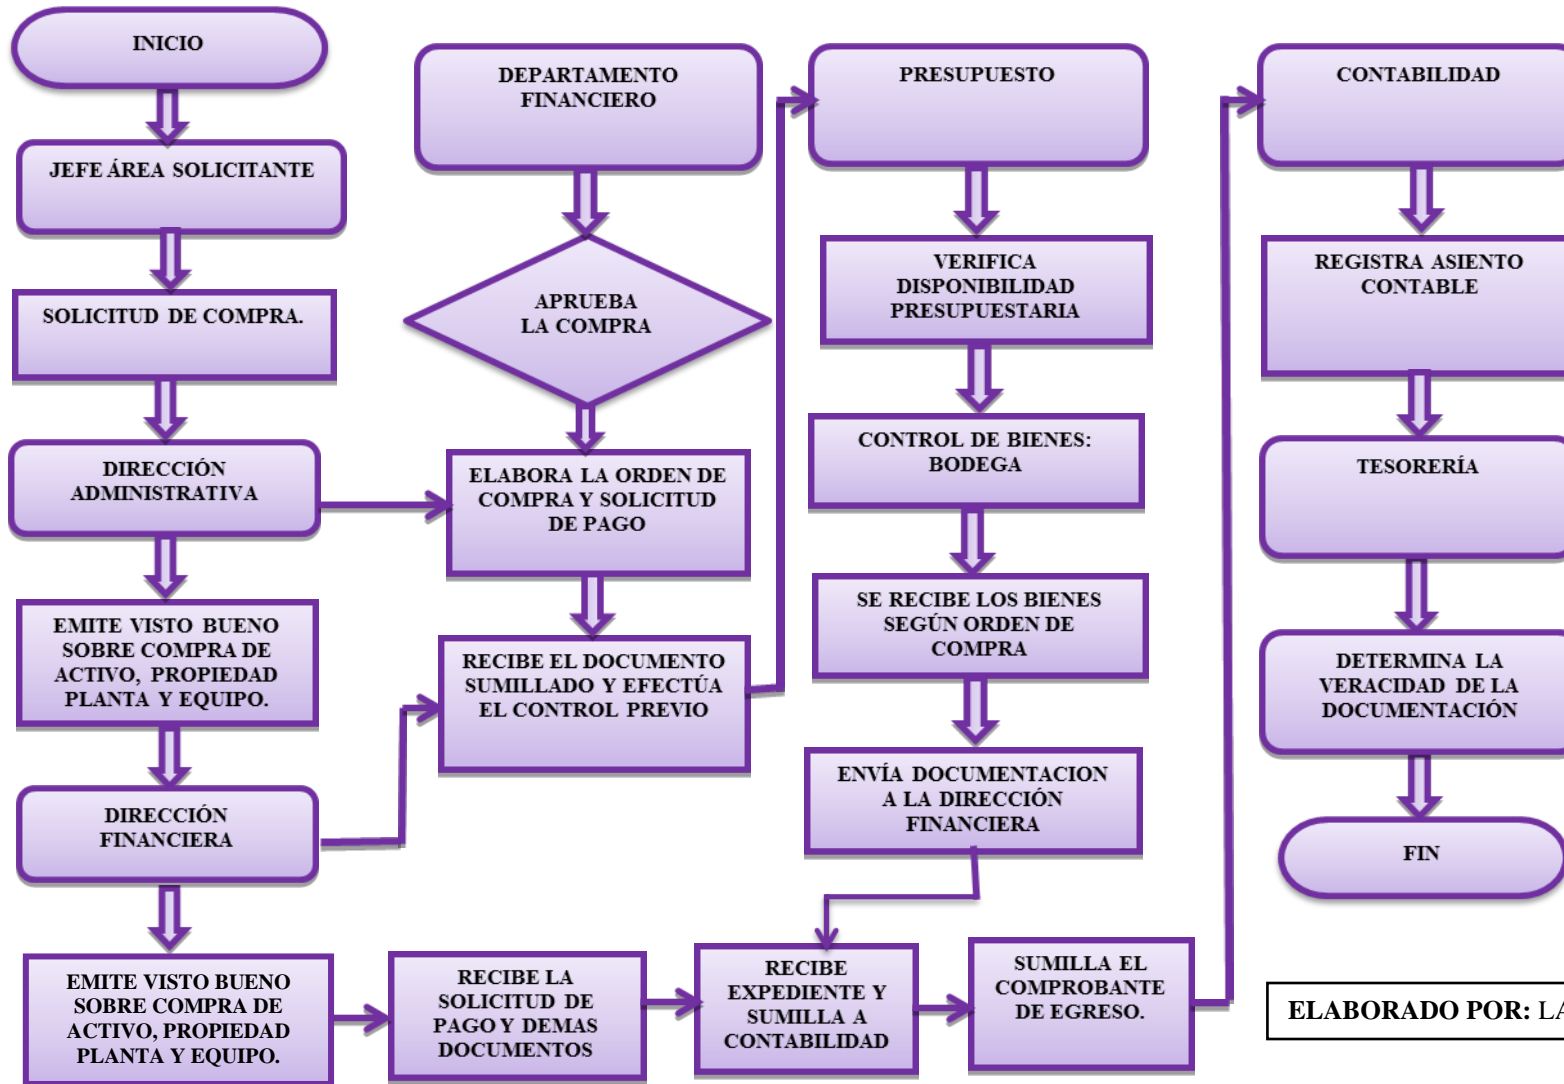 INICIO
JEFE ÁREA SOLICITANTE
SOLICITUD DE COMPRA.
DIRECCIÓN
ADMINISTRATIVA
EMITE VISTO BUENO
SOBRE COMPRA DE
ACTIVO, PROPIEDAD
PLANTA Y EQUIPO.
DIRECCIÓN
FINANCIERA
EMITE VISTO BUENO
SOBRE COMPRA DE
ACTIVO, PROPIEDAD
PLANTA Y EQUIPO.
DEPARTAMENTO
FINANCIERO
APRUEBA
LA COMPRA
ELABORA LA ORDEN DE
COMPRA Y SOLICITUD
DE PAGO
RECIBE EL DOCUMENTO
SUMILLADO Y EFECTÚA
EL CONTROL PREVIO
RECIBE LA
SOLICITUD DE
PAGO Y DEMAS
DOCUMENTOS
PRESUPUESTO
VERIFICA
DISPONIBILIDAD
PRESUPUESTARIA
CONTROL DE BIENES:
BODEGA
SE RECIBE LOS BIENES
SEGÚN ORDEN DE
COMPRA
ENVÍA DOCUMENTACION
A LA DIRECCIÓN
FINANCIERA
RECIBE
EXPEDIENTE Y
SUMILLA A
CONTABILIDAD
SUMILLA EL
COMPROBANTE
DE EGRESO.
CONTABILIDAD
REGISTRA ASIENTO
CONTABLE
TESORERÍA
DETERMINA LA
VERACIDAD DE LA
DOCUMENTACIÓN
FIN
ELABORADO POR: LA